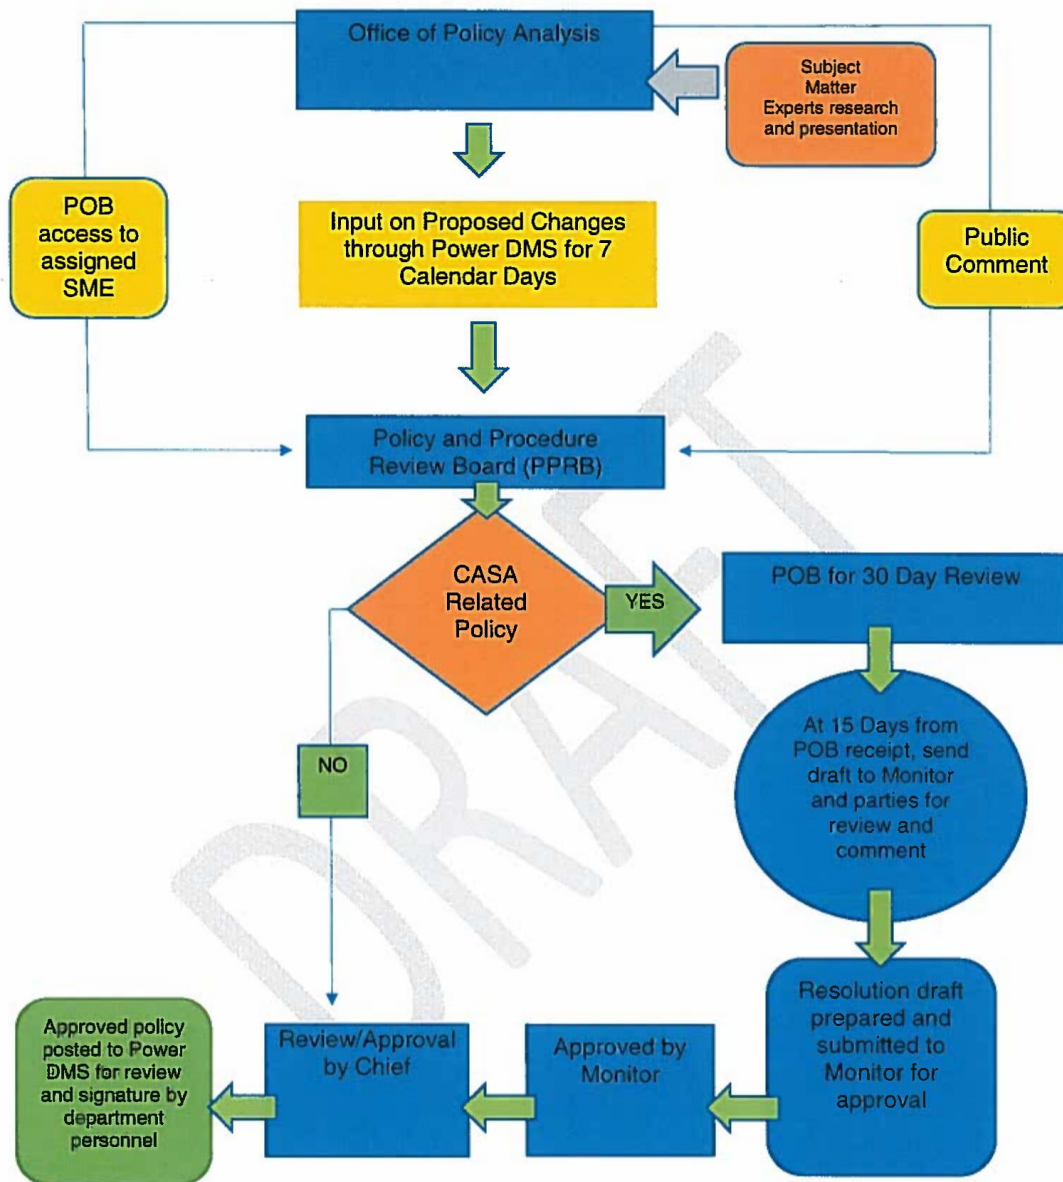 Office of Policy Analysis
Subject
Matter
Experts research
and presentation
POB
access to
assigned
SME
Input on Proposed Changes
through Power DMS for 7
Calendar Days
Public
Comment
Policy and Procedure
Review Board (PPRB)
CASA
Related
Policy
YES
POB for 30 Day Review
At 15 Days from
POB receipt, send
draft to Monitor
and parties for
review and
comment
NO
Resolution draft
prepared and
submitted to
Monitor for
approval
Approved by
Monitor
Review/Approval
by Chief
Approved policy
posted to Power
DMS for review
and signature by
department
personnel
DRAFT